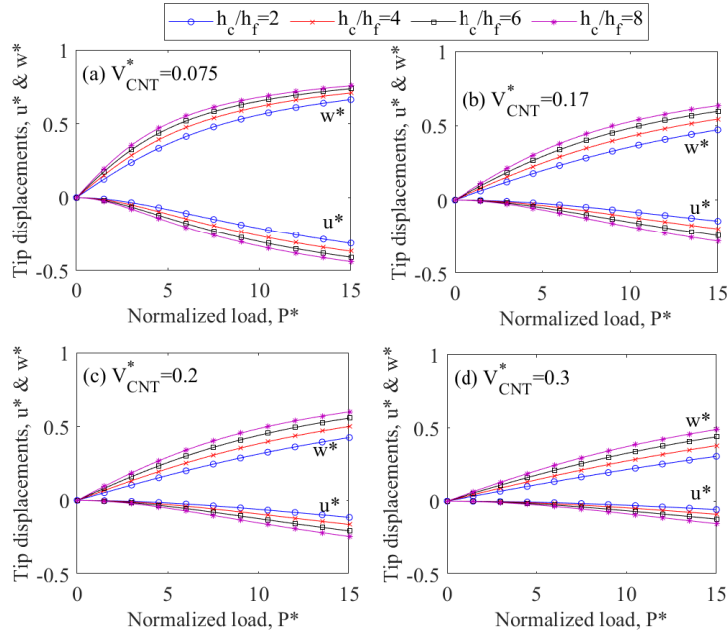 h_c/h_f=2 h_c/h_f=4 h_c/h_f=6 h_c/h_f=8
Tip displacements, u* & w*
1
0.5
0
-0.5
(a) V*_CNT=0.075
w*
u*
0 5 10 15
Normalized load, P*
Tip displacements, u* & w*
1
0.5
0
-0.5
(b) V*_CNT=0.17
w*
u*
0 5 10 15
Normalized load, P*
Tip displacements, u* & w*
1
0.5
0
-0.5
(c) V*_CNT=0.2
w*
u*
0 5 10 15
Normalized load, P*
Tip displacements, u* & w*
1
0.5
0
-0.5
(d) V*_CNT=0.3
w*
u*
0 5 10 15
Normalized load, P*